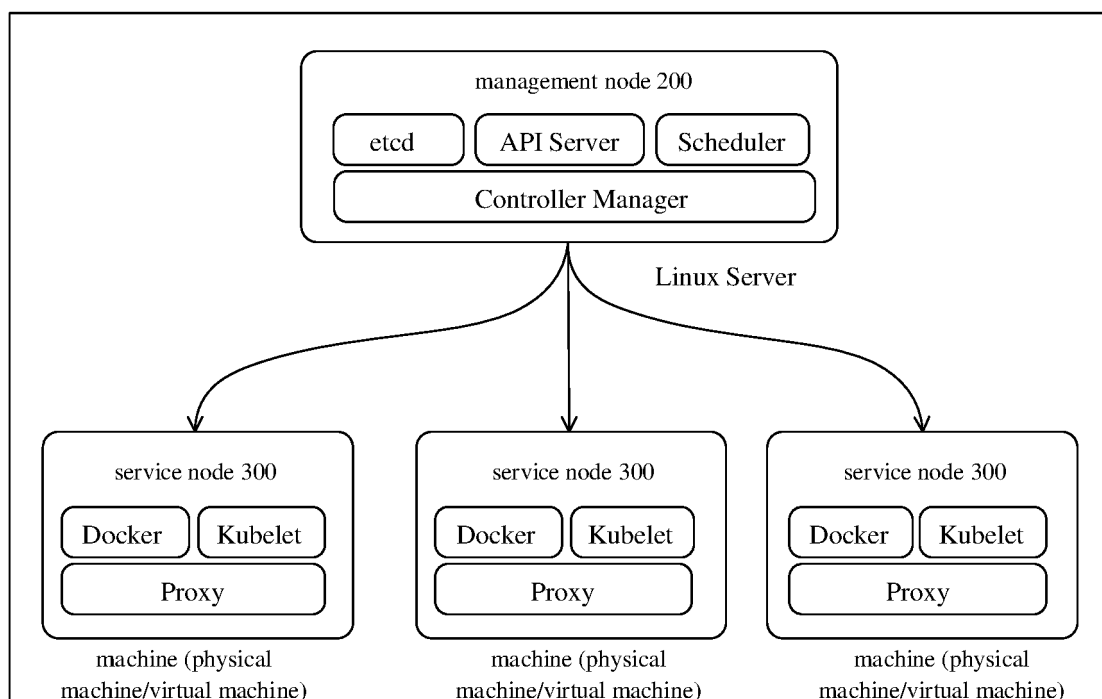 management node 200
etcd API Server Scheduler
Controller Manager
Linux Server
service node 300 service node 300 service node 300
Docker Kubelet Docker Kubelet Docker Kubelet
Proxy Proxy Proxy
machine (physical machine (physical machine (physical
machine/virtual machine) machine/virtual machine) machine/virtual machine)